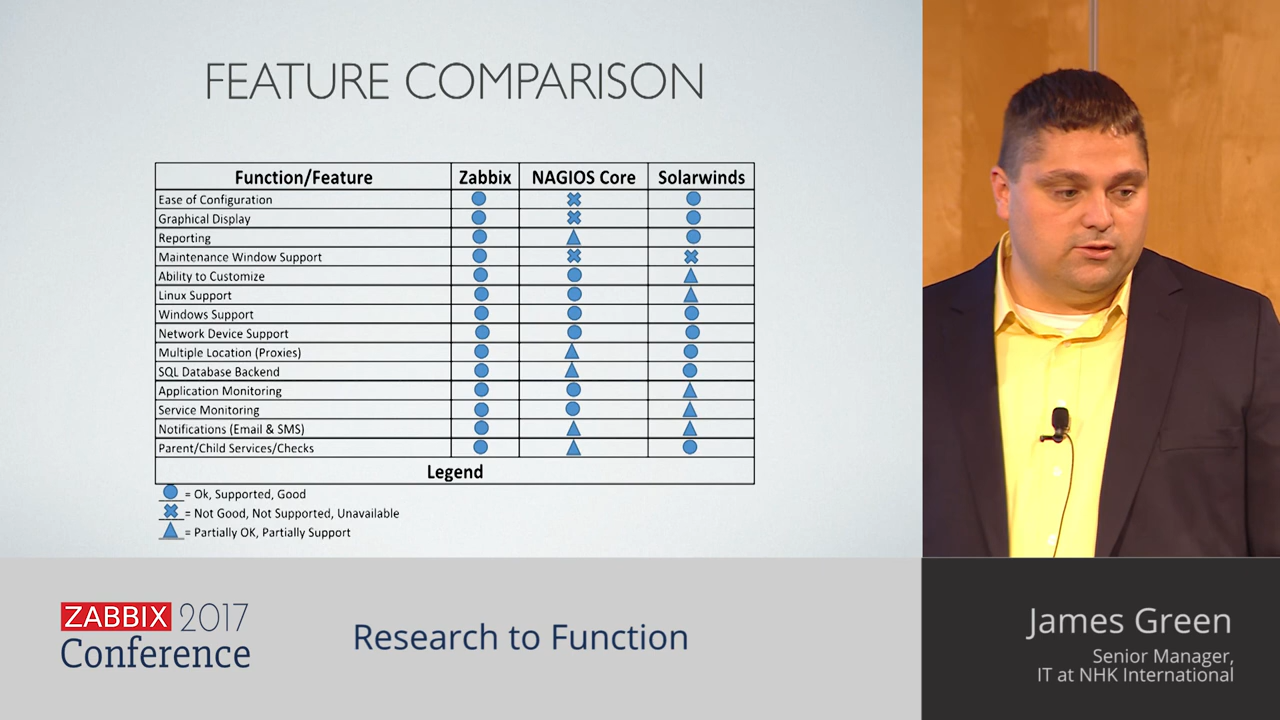 FEATURE COMPARISON
Function/Feature Zabbix NAGIOS Core Solarwinds
Ease of Configuration
Graphical Display
Reporting
Maintenance Window Support
Ability to Customize
Linux Support
Windows Support
Network Device Support
Multiple Location (Proxies)
SQL Database Backend
Application Monitoring
Service Monitoring
Notifications (Email & SMS)
Parent/Child Services/Checks
Legend
= Ok, Supported, Good
= Not Good, Not Supported, Unavailable
= Partially OK, Partially Support
ZABBIX 2017
Conference
Research to Function
James Green
Senior Manager,
IT at NHK International